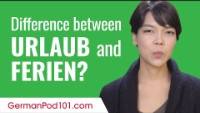 Difference between
URLAUB and
FERIEN?
GermanPod101.com